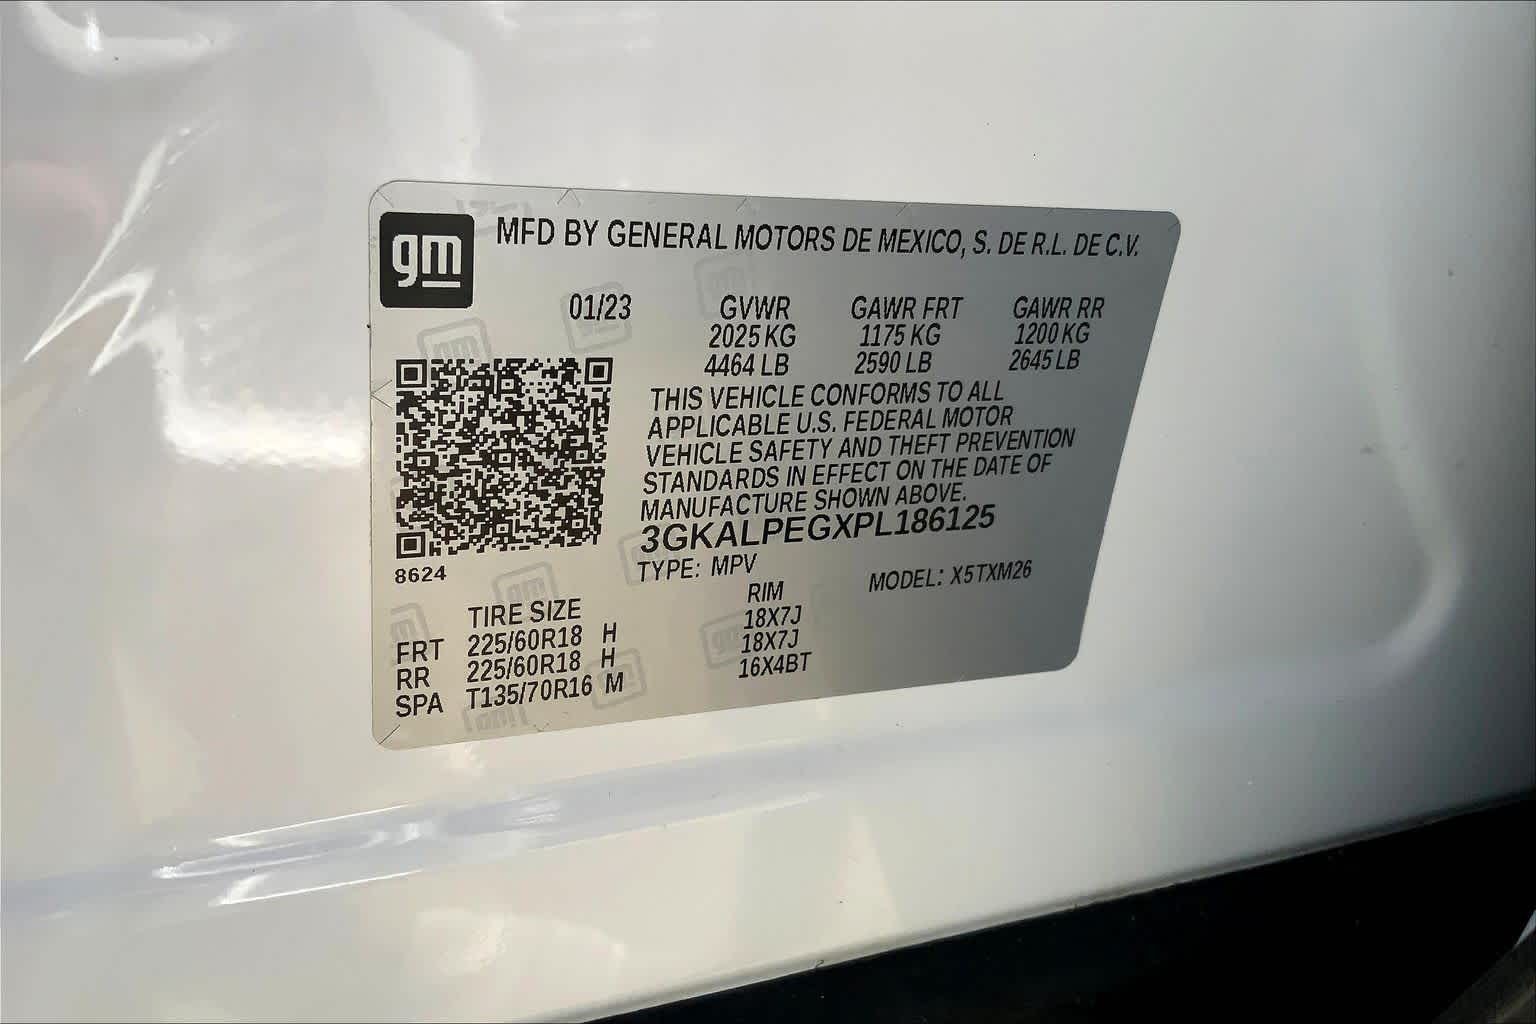 gm
MFD BY GENERAL MOTORS DE MEXICO, S. DE R.L. DE C.V.
01/23 GVWR GAWR FRT GAWR RR
2025 KG 1175 KG 1200 KG
4464 LB 2590 LB 2645 LB
THIS VEHICLE CONFORMS TO ALL
APPLICABLE U.S. FEDERAL MOTOR
VEHICLE SAFETY AND THEFT PREVENTION
STANDARDS IN EFFECT ON THE DATE OF
MANUFACTURE SHOWN ABOVE.
3GKALPEGXPL186125
8624
TYPE: MPV MODEL: X5TXM26
TIRE SIZE RIM
FRT 225/60R18 H 18X7J
RR 225/60R18 H 18X7J
SPA T135/70R16 M 16X4BT